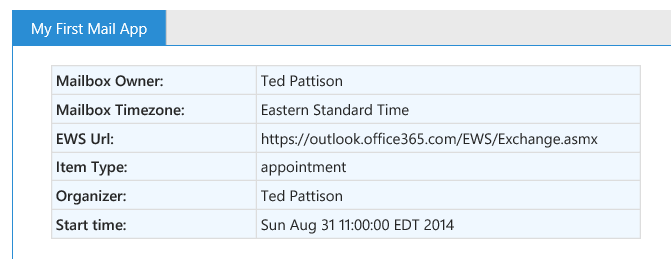 My First Mail App
Mailbox Owner: Ted Pattison
Mailbox Timezone: Eastern Standard Time
EWS Url: https://outlook.office365.com/EWS/Exchange.asmx
Item Type: appointment
Organizer: Ted Pattison
Start time: Sun Aug 31 11:00:00 EDT 2014